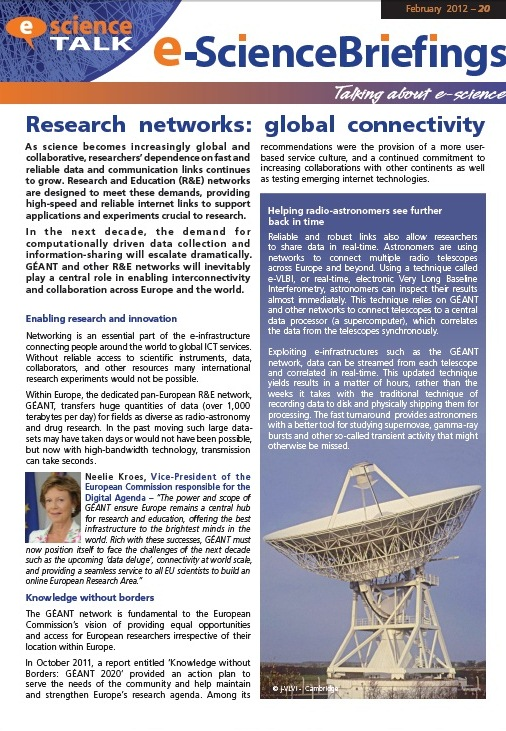 February 2012 – 20
e science
TALK
e-ScienceBriefings
Talking about e-science
Research networks: global connectivity
As science becomes increasingly global and
collaborative, researchers' dependence on fast and
reliable data and communication links continues
to grow. Research and Education (R&E) networks
are designed to meet these demands, providing
high-speed and reliable internet links to support
applications and experiments crucial to research.
In the next decade, the demand for
computationally driven data collection and
information-sharing will escalate dramatically.
GÉANT and other R&E networks will inevitably
play a central role in enabling interconectivity
and collaboration across Europe and the world.
Enabling research and innovation
Networking is an essential part of the e-infrastructure
connecting people around the world to global ICT services.
Without reliable access to scientific instruments, data,
collaborators, and other resources many international
research experiments would not be possible.
Within Europe, the dedicated pan-European R&E network,
GÉANT, transfers huge quantities of data (over 1,000
terabytes per day) for fields as diverse as radio-astronomy
and drug research. In the past moving such large data-
sets may have taken days or would not have been possible,
but now with high-bandwidth technology, transmission
can take seconds.
Neelie Kroes, Vice-President of the
European Commission responsible for the
Digital Agenda – "The power and scope of
GÉANT ensure Europe remains a central hub
for research and education, offering the best
infrastructure to the brightest minds in the
world. Rich with these successes, GÉANT must
now position itself to face the challenges of the next decade
such as the upcoming 'data deluge', connectivity at world scale,
and providing a seamless service to all EU scientists to build an
online European Research Area."
Knowledge without borders
The GÉANT network is fundamental to the European
Commission's vision of providing equal opportunities
and access for European researchers irrespective of their
location within Europe.
In October 2011, a report entitled 'Knowledge without
Borders: GÉANT 2020' provided an action plan to
serve the needs of the community and help maintain
and strengthen Europe's research agenda. Among its
recommendations were the provision of a more user-
based service culture, and a continued commitment to
increasing collaborations with other continents as well
as testing emerging internet technologies.
Helping radio-astronomers see further
back in time
Reliable and robust links also allow researchers
to share data in real-time. Astronomers are using
networks to connect multiple radio telescopes
across Europe and beyond. Using a technique called
e-VLBI, or real-time, electronic Very Long Baseline
Interferometry, astronomers can inspect their results
almost immediately. This technique relies on GÉANT
and other networks to connect telescopes to a central
data processor (a supercomputer), which correlates
the data from the telescopes synchronously.
Exploiting e-infrastructures such as the GÉANT
network, data can be streamed from each telescope
and correlated in real-time. This updated technique
yields results in a matter of hours, rather than the
weeks it takes with the traditional technique of
recording data to disk and physically shipping them for
processing. The fast turnaround provides astronomers
with a better tool for studying supernovae, gamma-ray
bursts and other so-called transient activity that might
otherwise be missed.
© J-VLVI - Cambridge